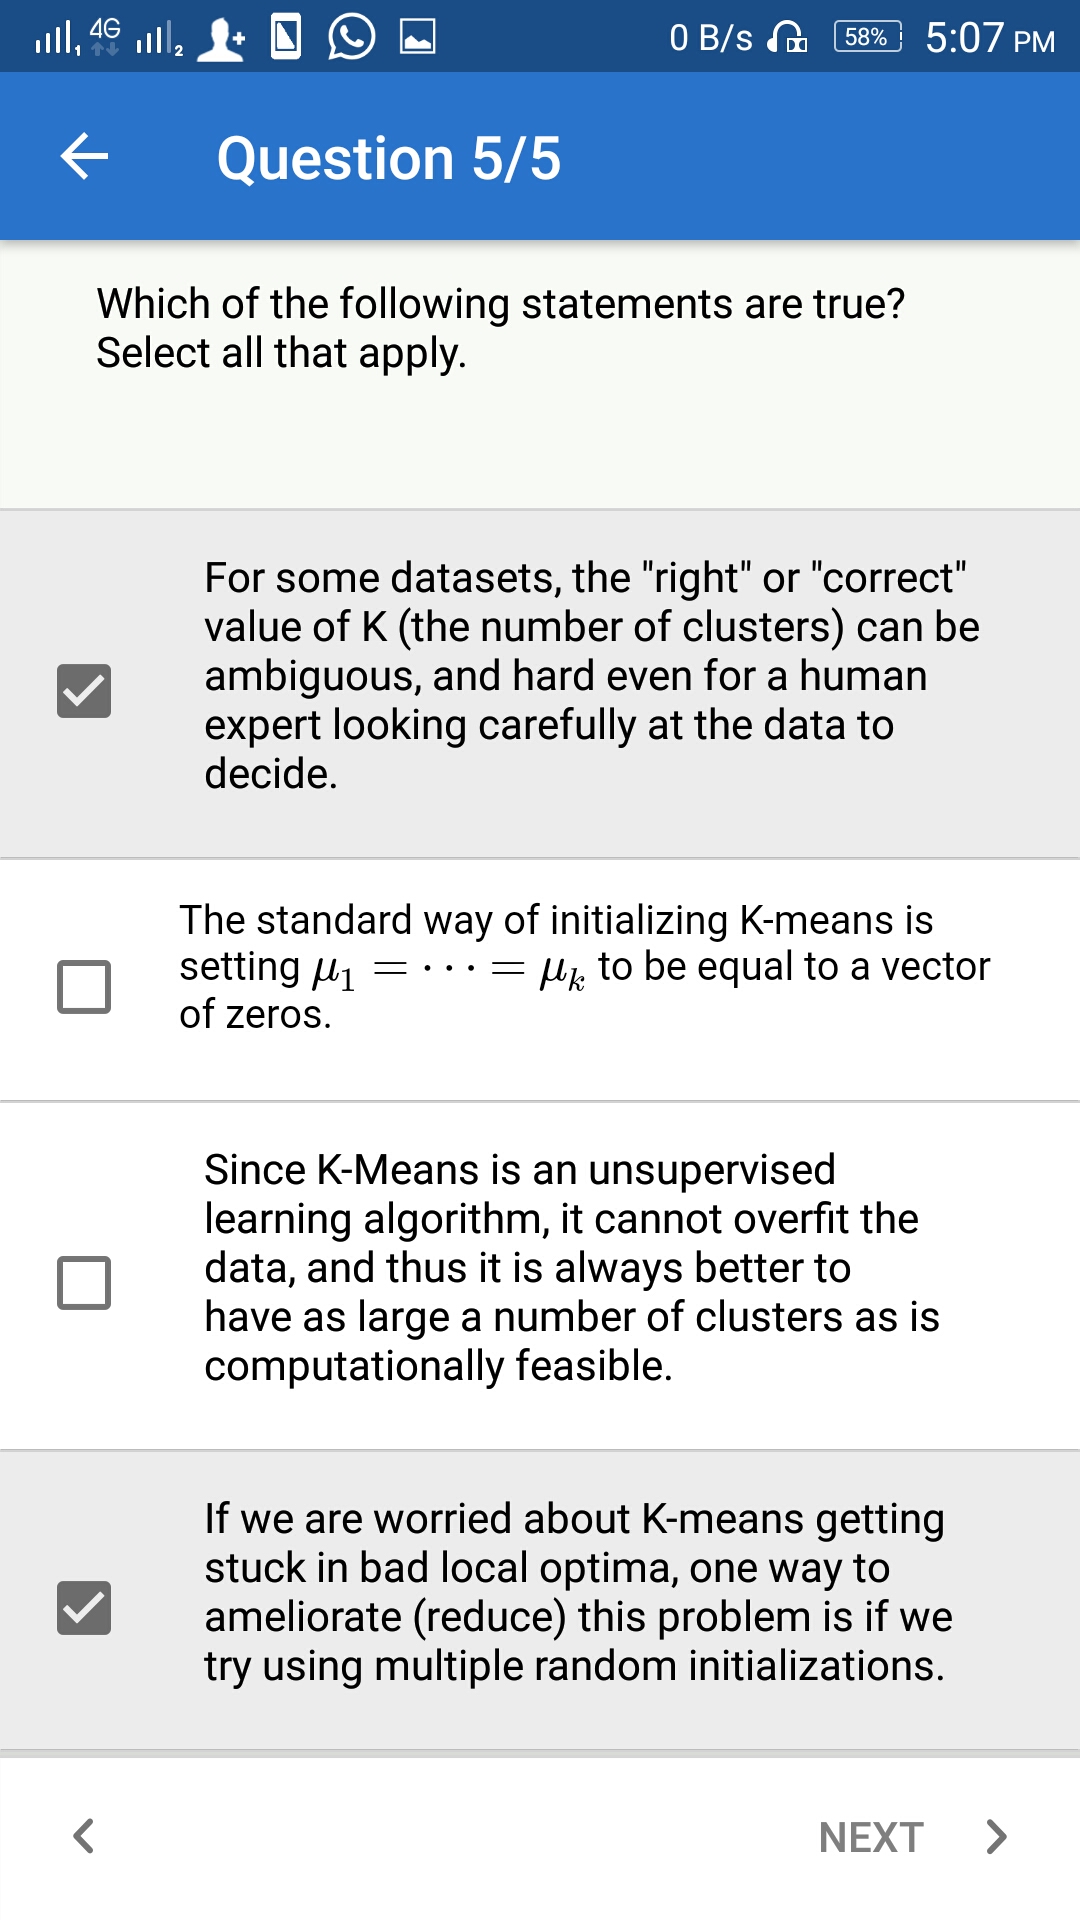 4G 1 2 0 B/s 58% 5:07 PM
Question 5/5
Which of the following statements are true?
Select all that apply.
For some datasets, the "right" or "correct"
value of K (the number of clusters) can be
ambiguous, and hard even for a human
expert looking carefully at the data to
decide.
The standard way of initializing K-means is
setting μ₁ = ⋯ = μₖ to be equal to a vector
of zeros.
Since K-Means is an unsupervised
learning algorithm, it cannot overfit the
data, and thus it is always better to
have as large a number of clusters as is
computationally feasible.
If we are worried about K-means getting
stuck in bad local optima, one way to
ameliorate (reduce) this problem is if we
try using multiple random initializations.
NEXT